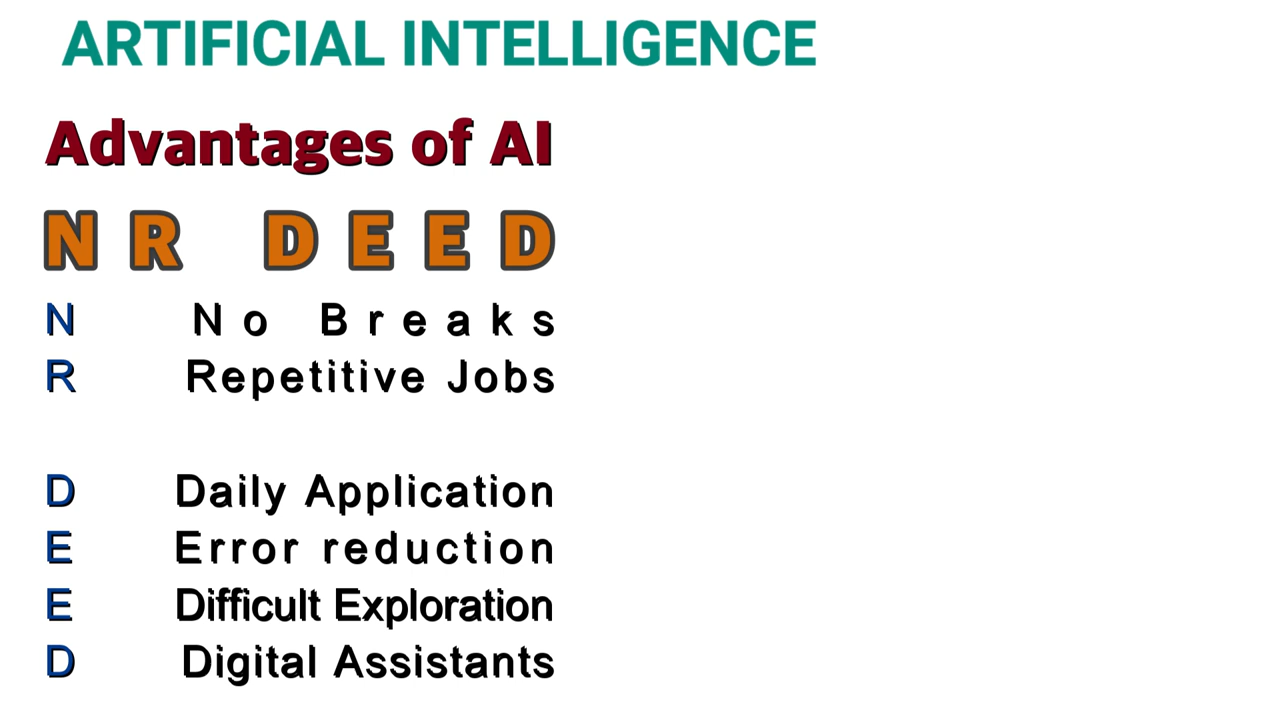 ARTIFICIAL INTELLIGENCE
Advantages of AI
N R D E E D
N No Breaks
R Repetitive Jobs
D Daily Application
E Error reduction
E Difficult Exploration
D Digital Assistants